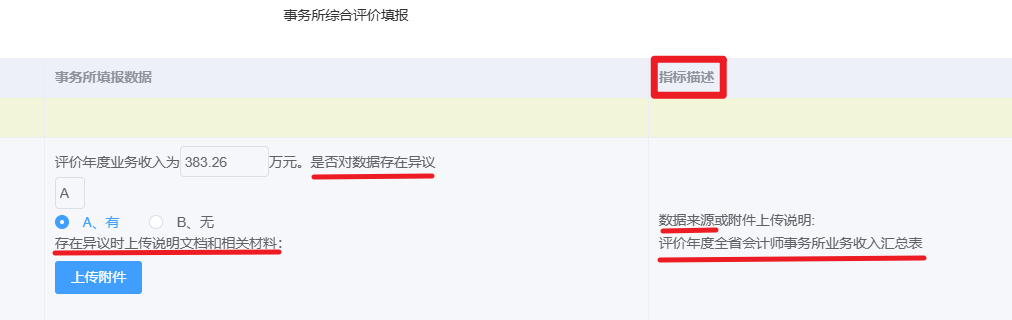 事务所综合评价填报
事务所填报数据
指标描述
评价年度业务收入为 383.26 万元。是否对数据存在异议
A
A、有 B、无
存在异议时上传说明文档和相关材料：
上传附件
数据来源或附件上传说明:
评价年度全省会计师事务所业务收入汇总表